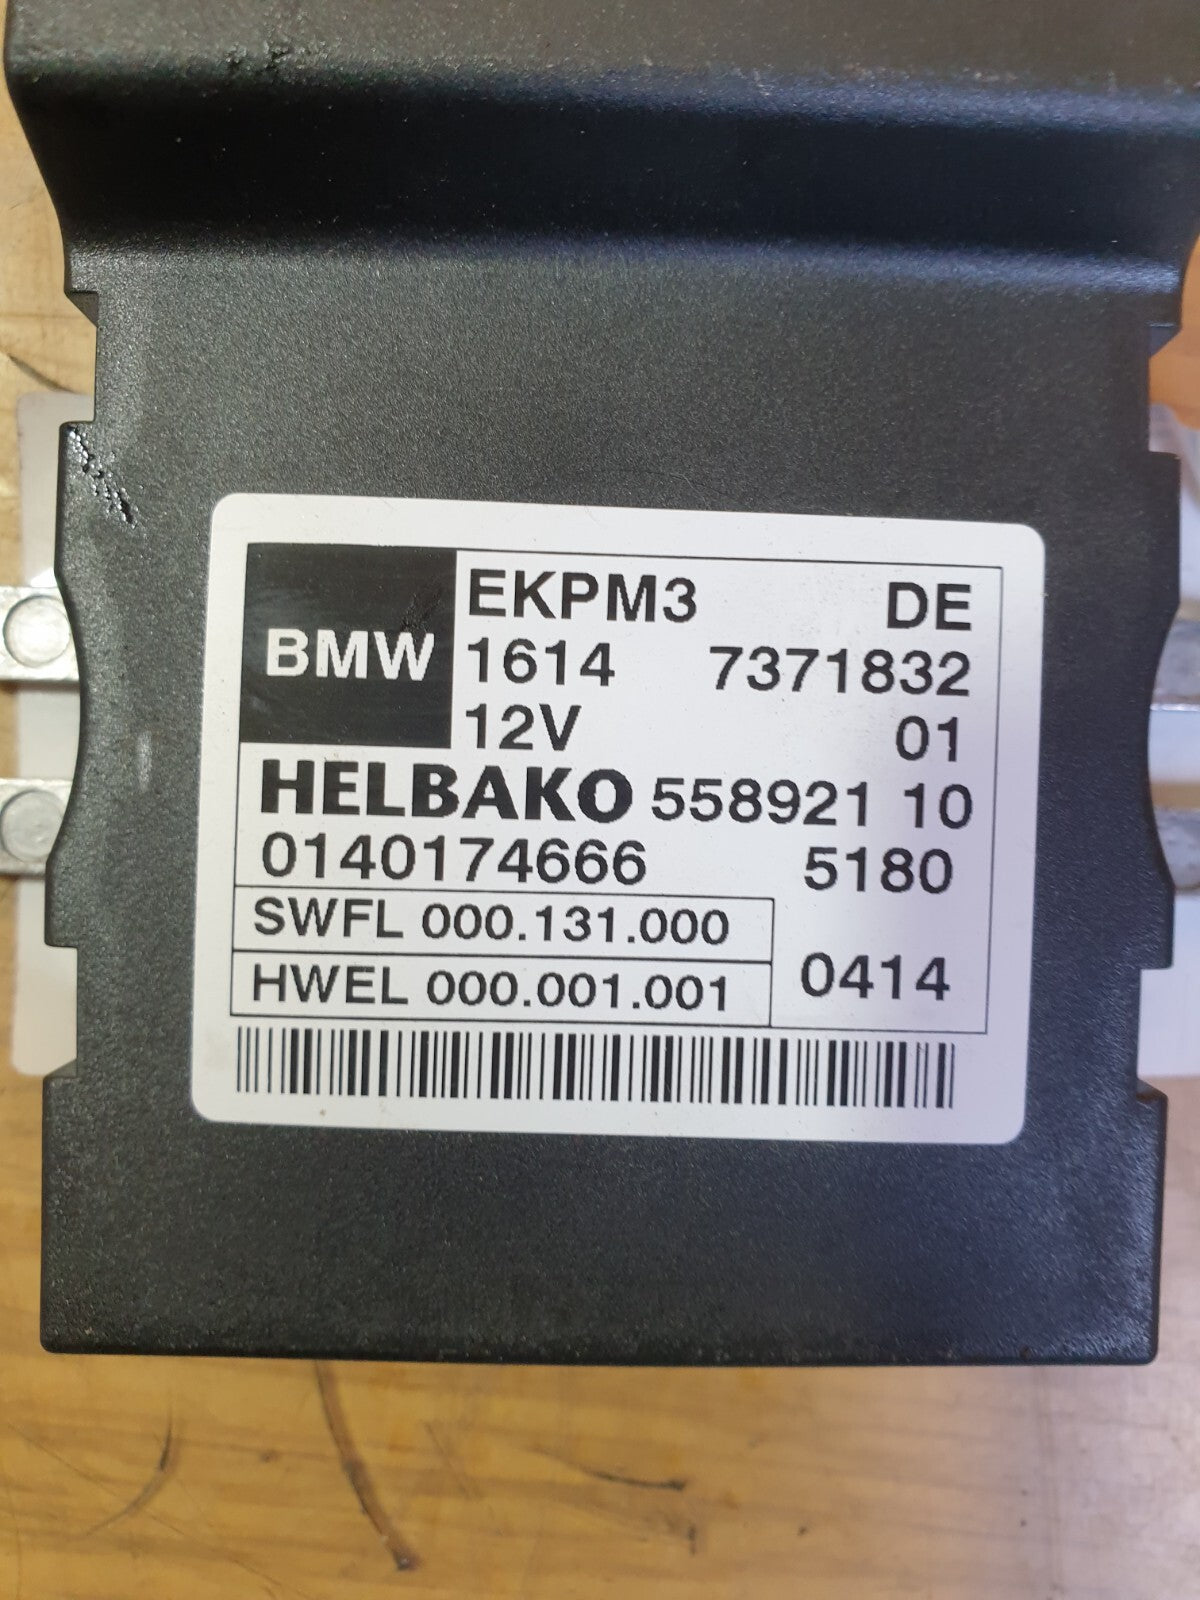 BMW
EKPM3 DE
1614 7371832
12V 01
HELBAKO 558921 10
0140174666 5180
SWFL 000.131.000
HWEL 000.001.001
0414